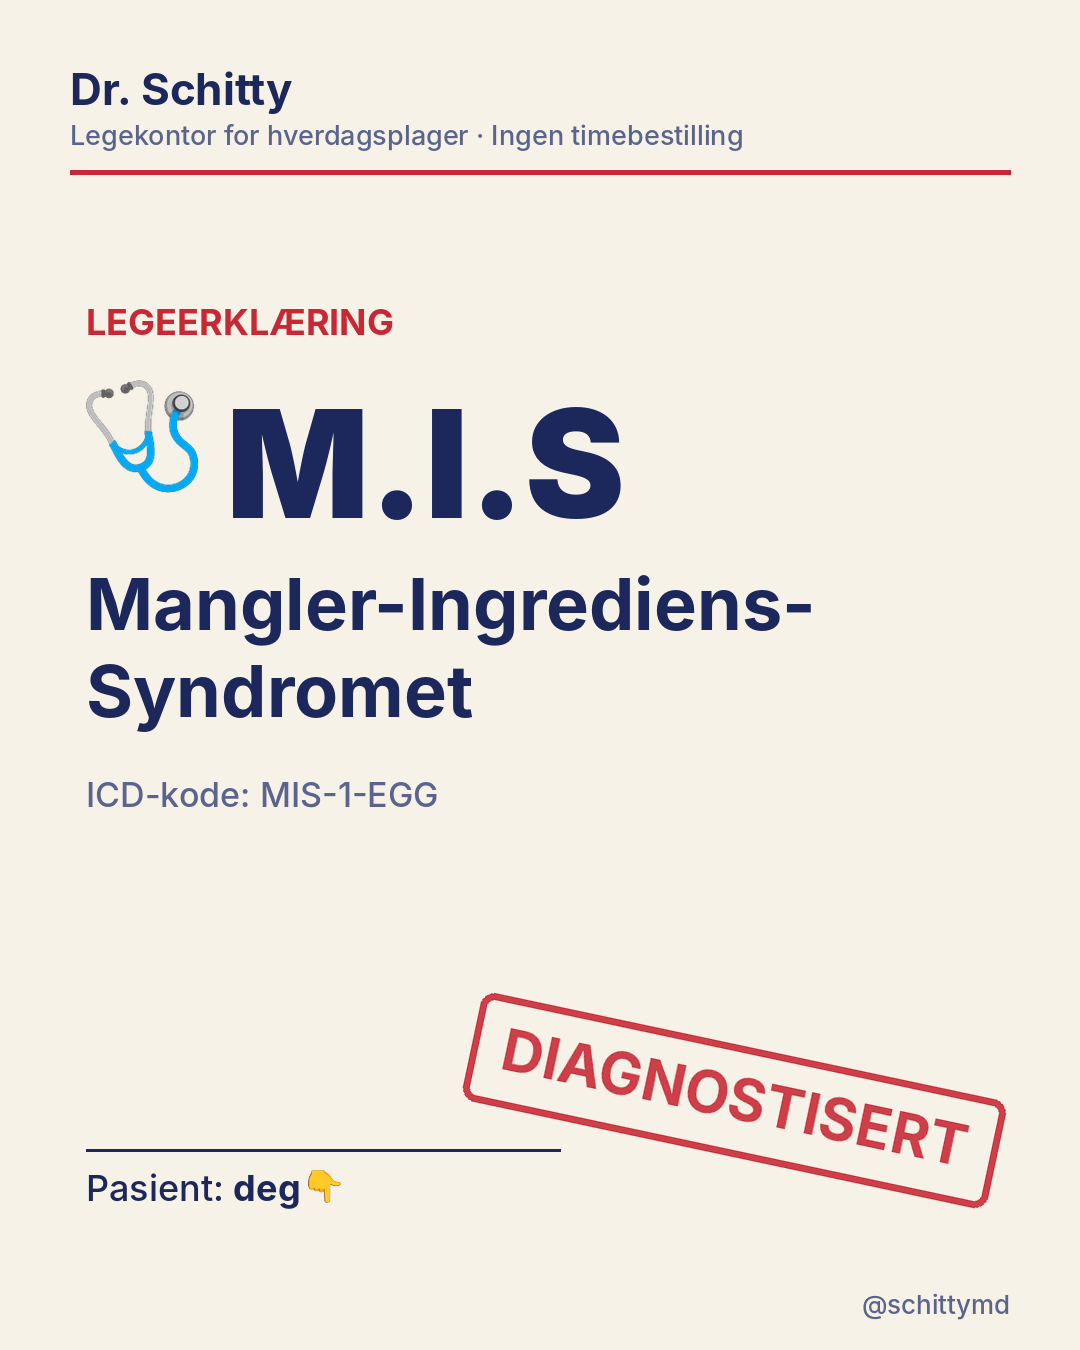 Dr. Schitty
Legekontor for hverdagsplager · Ingen timebestilling
LEGEERKLÆRING
🩺 M.I.S
Mangler-Ingrediens-
Syndromet
ICD-kode: MIS-1-EGG
DIAGNOSTISERT
Pasient: deg👇
@schittymd